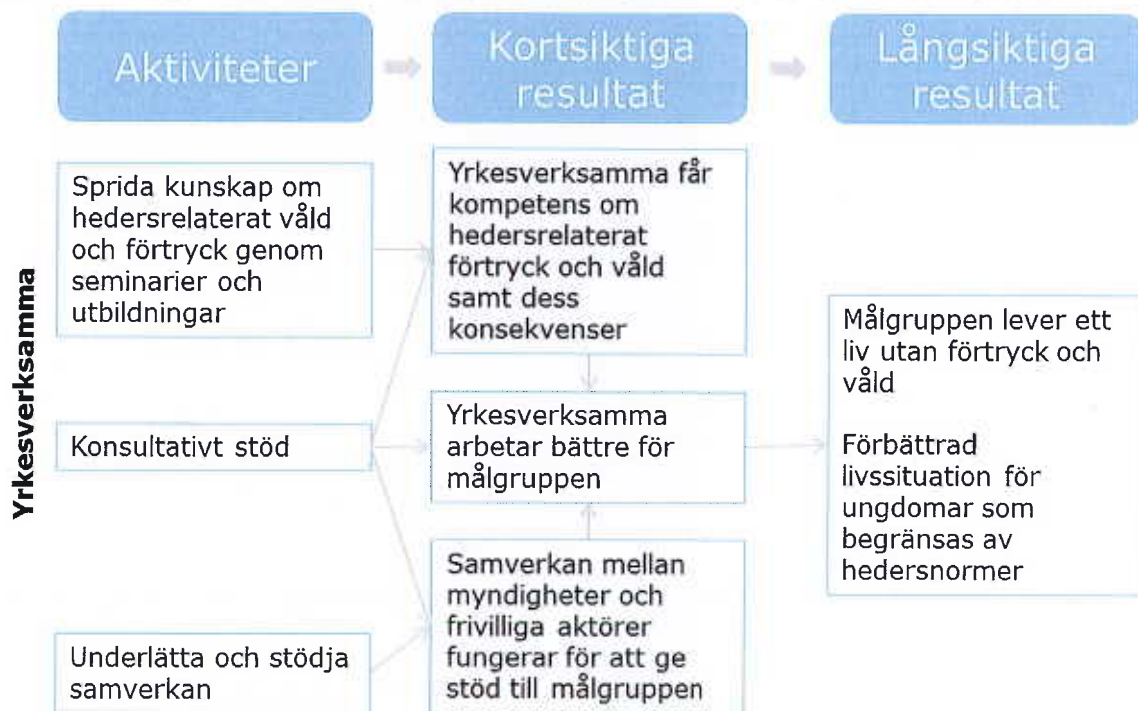 Aktiviteter
Kortsiktiga
resultat
Långsiktiga
resultat
Yrkesverksamma
Sprida kunskap om
hedersrelaterat våld
och förtryck genom
seminarier och
utbildningar
Konsultativt stöd
Underlätta och stödja
samverkan
Yrkesverksamma får
kompetens om
hedersrelaterat
förtryck och våld
samt dess
konsekvenser
Yrkesverksamma
arbetar bättre för
målgruppen
Samverkan mellan
myndigheter och
frivilliga aktörer
fungerar för att ge
stöd till målgruppen
Målgruppen lever ett
liv utan förtryck och
våld
Förbättrad
livssituation för
ungdomar som
begränsas av
hedersnormer